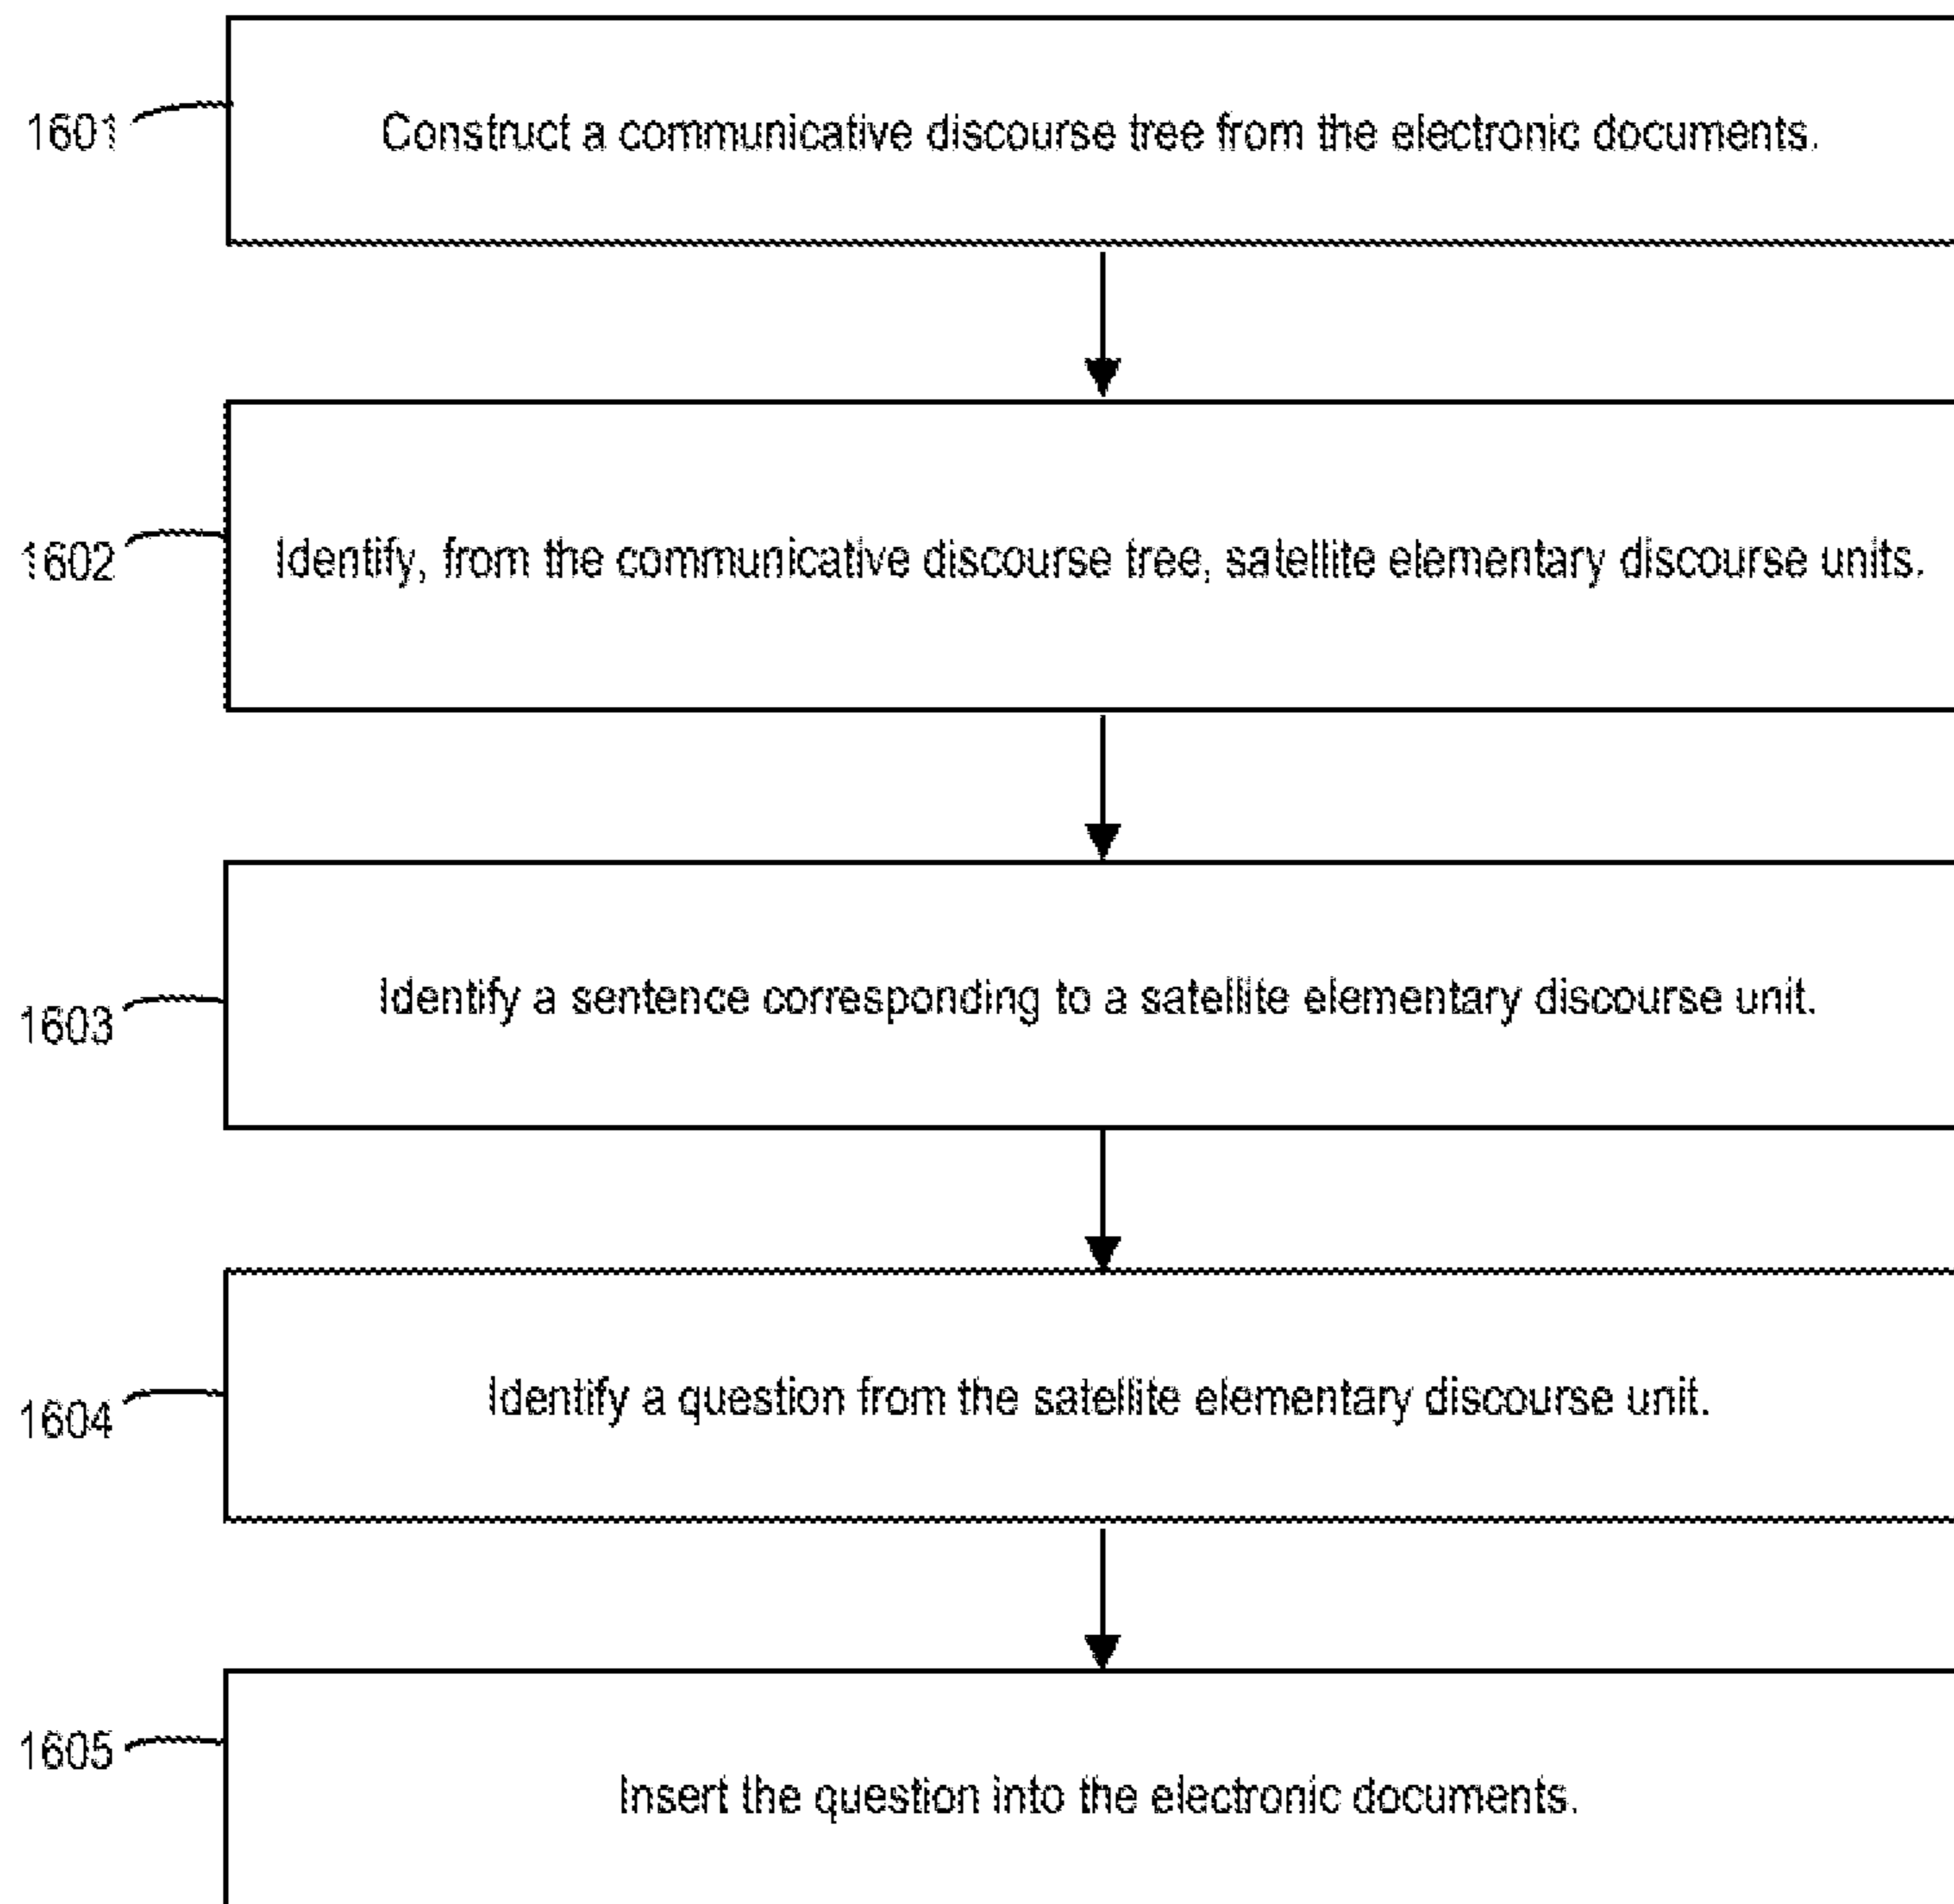 1601 Construct a communicative discourse tree from the electronic documents.
1602 Identify, from the communicative discourse tree, satellite elementary discourse units.
1603 Identify a sentence corresponding to a satellite elementary discourse unit.
1604 Identify a question from the satellite elementary discourse unit.
1605 Insert the question into the electronic documents.